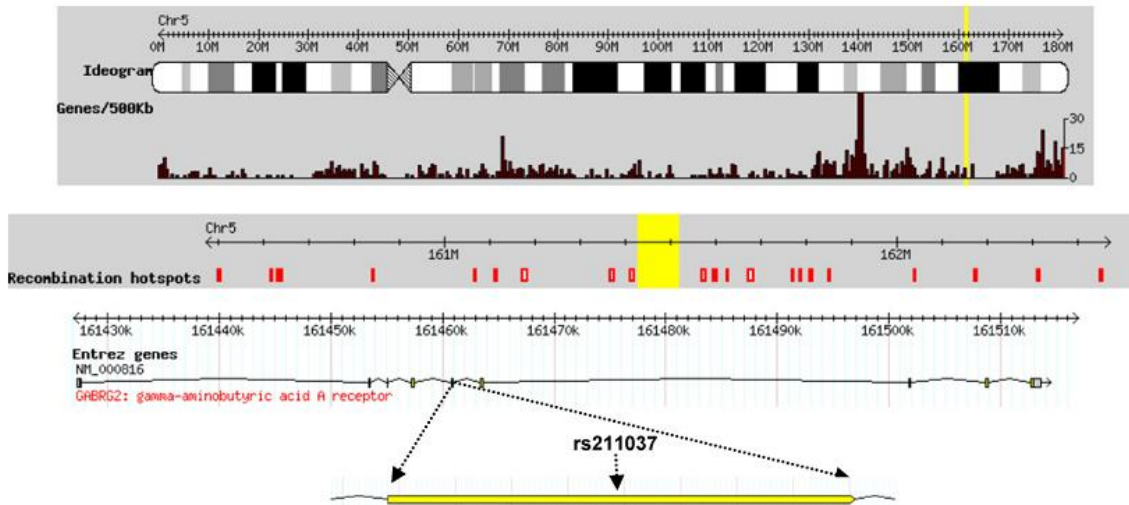 Chr5
0M 10M 20M 30M 40M 50M 60M 70M 80M 90M 100M 110M 120M 130M 140M 150M 160M 170M 180M
Ideogram
Genes/500Kb
30
15
0
Chr5
161M 162M
Recombination hotspots
161430k 161440k 161450k 161460k 161470k 161480k 161490k 161500k 161510k
Entrez genes
NM_000816
GABRG2: gamma-aminobutyric acid A receptor
rs211037